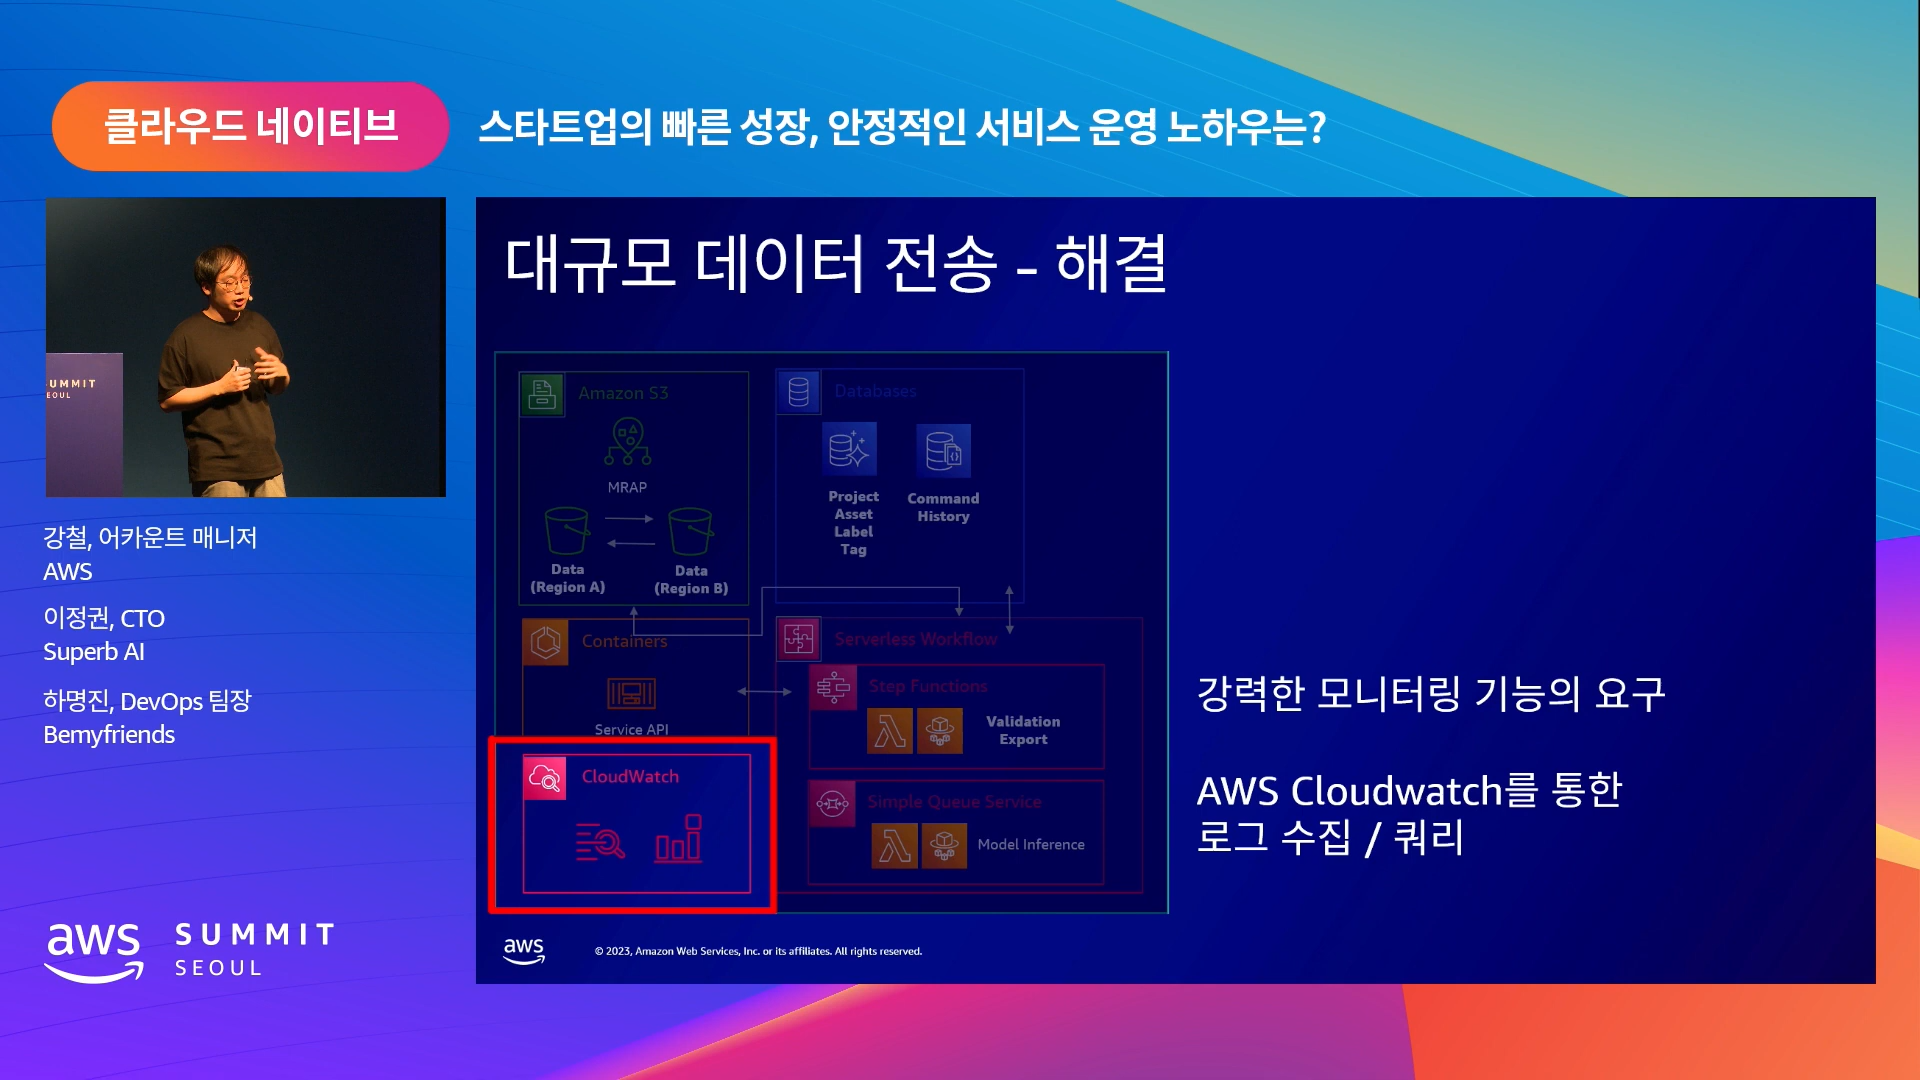 클라우드 네이티브
스타트업의 빠른 성장, 안정적인 서비스 운영 노하우는?
UMMIT
EOUL
강철, 어카운트 매니저
AWS
이정권, CTO
Superb AI
하명진, DevOps 팀장
Bemyfriends
aws
SUMMIT
SEOUL
대규모 데이터 전송 - 해결
Amazon S3
MRAP
Data
(Region A)
Data
(Region B)
Databases
Project
Asset
Label
Tag
Command
History
Containers
Service API
Serverless Workflow
Step Functions
Validation
Export
CloudWatch
Simple Queue Service
Model Inference
강력한 모니터링 기능의 요구
AWS Cloudwatch를 통한
로그 수집 / 쿼리
aws
© 2023, Amazon Web Services, Inc. or its affiliates. All rights reserved.